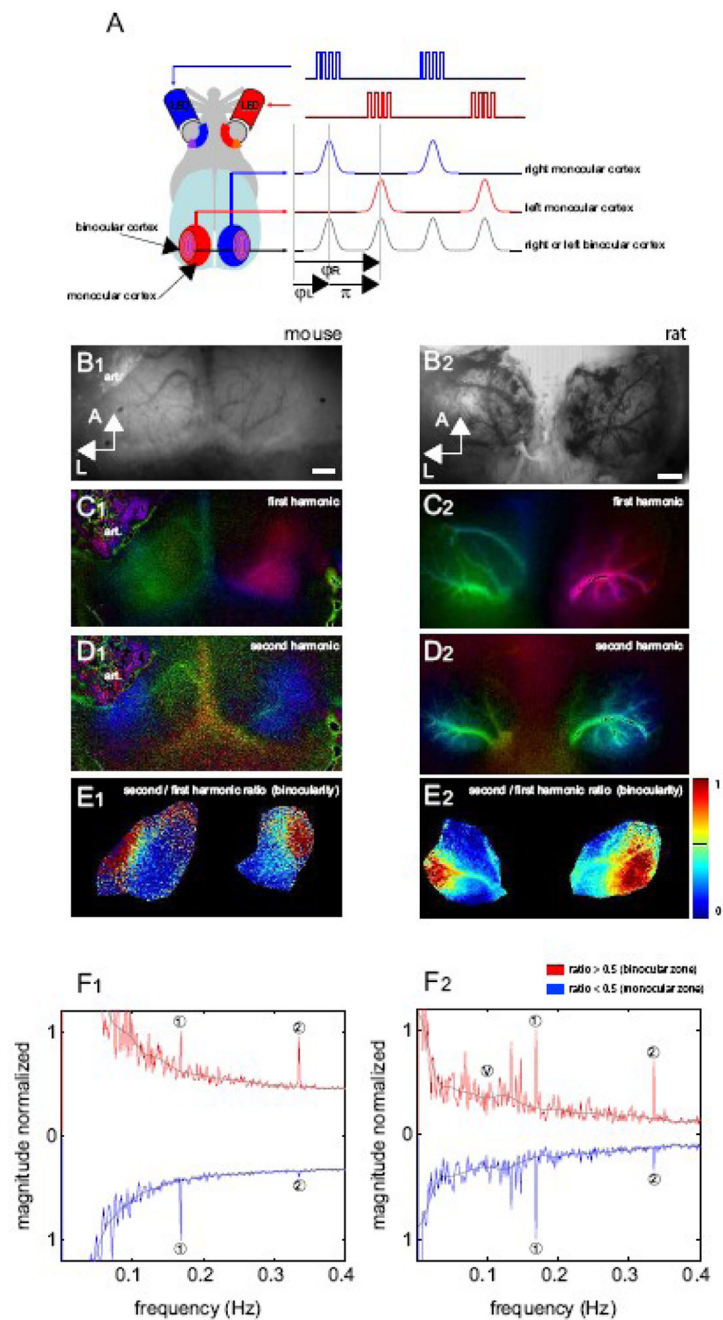 A
LED
LED
right monocular cortex
left monocular cortex
binocular cortex
right or left binocular cortex
φR
monocular cortex
φL
π
mouse
rat
B1
art.
A
L
B2
A
L
C1
first harmonic
art.
C2
first harmonic
D1
second harmonic
art.
D2
second harmonic
E1
second / first harmonic ratio (binocularity)
E2
second / first harmonic ratio (binocularity)
1
0
F1
F2
ratio > 0.5 (binocular zone)
ratio < 0.5 (monocular zone)
magnitude normalized
1
0
1
①
②
②
①
0.1
0.2
0.3
0.4
frequency (Hz)
magnitude normalized
1
0
1
V
①
②
②
①
0.1
0.2
0.3
0.4
frequency (Hz)